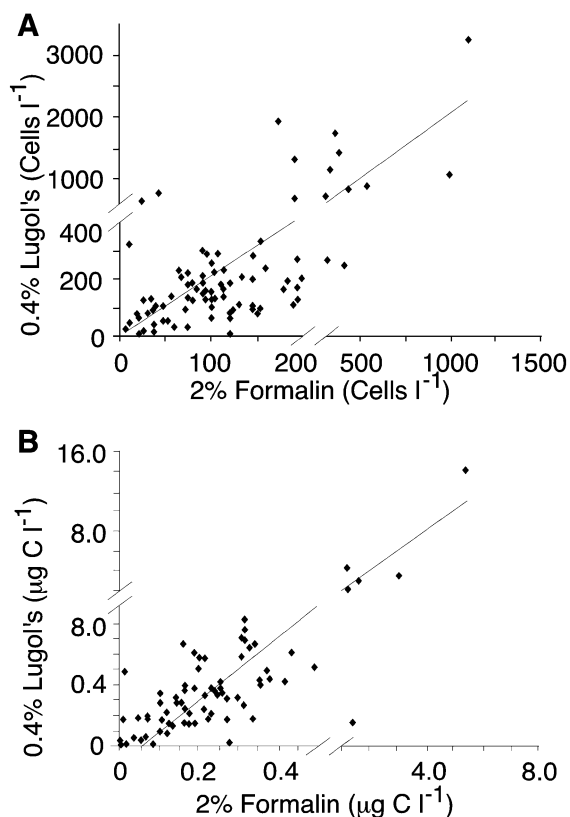 A
3000
2000
1000
400
200
0
0.4% Lugol's (Cells l-1)
0 100 200 500 1000 1500
2% Formalin (Cells l-1)
B
16.0
8.0
8.0
0.4
0
0.4% Lugol's (µg C l-1)
0 0.2 0.4 4.0 8.0
2% Formalin (µg C l-1)